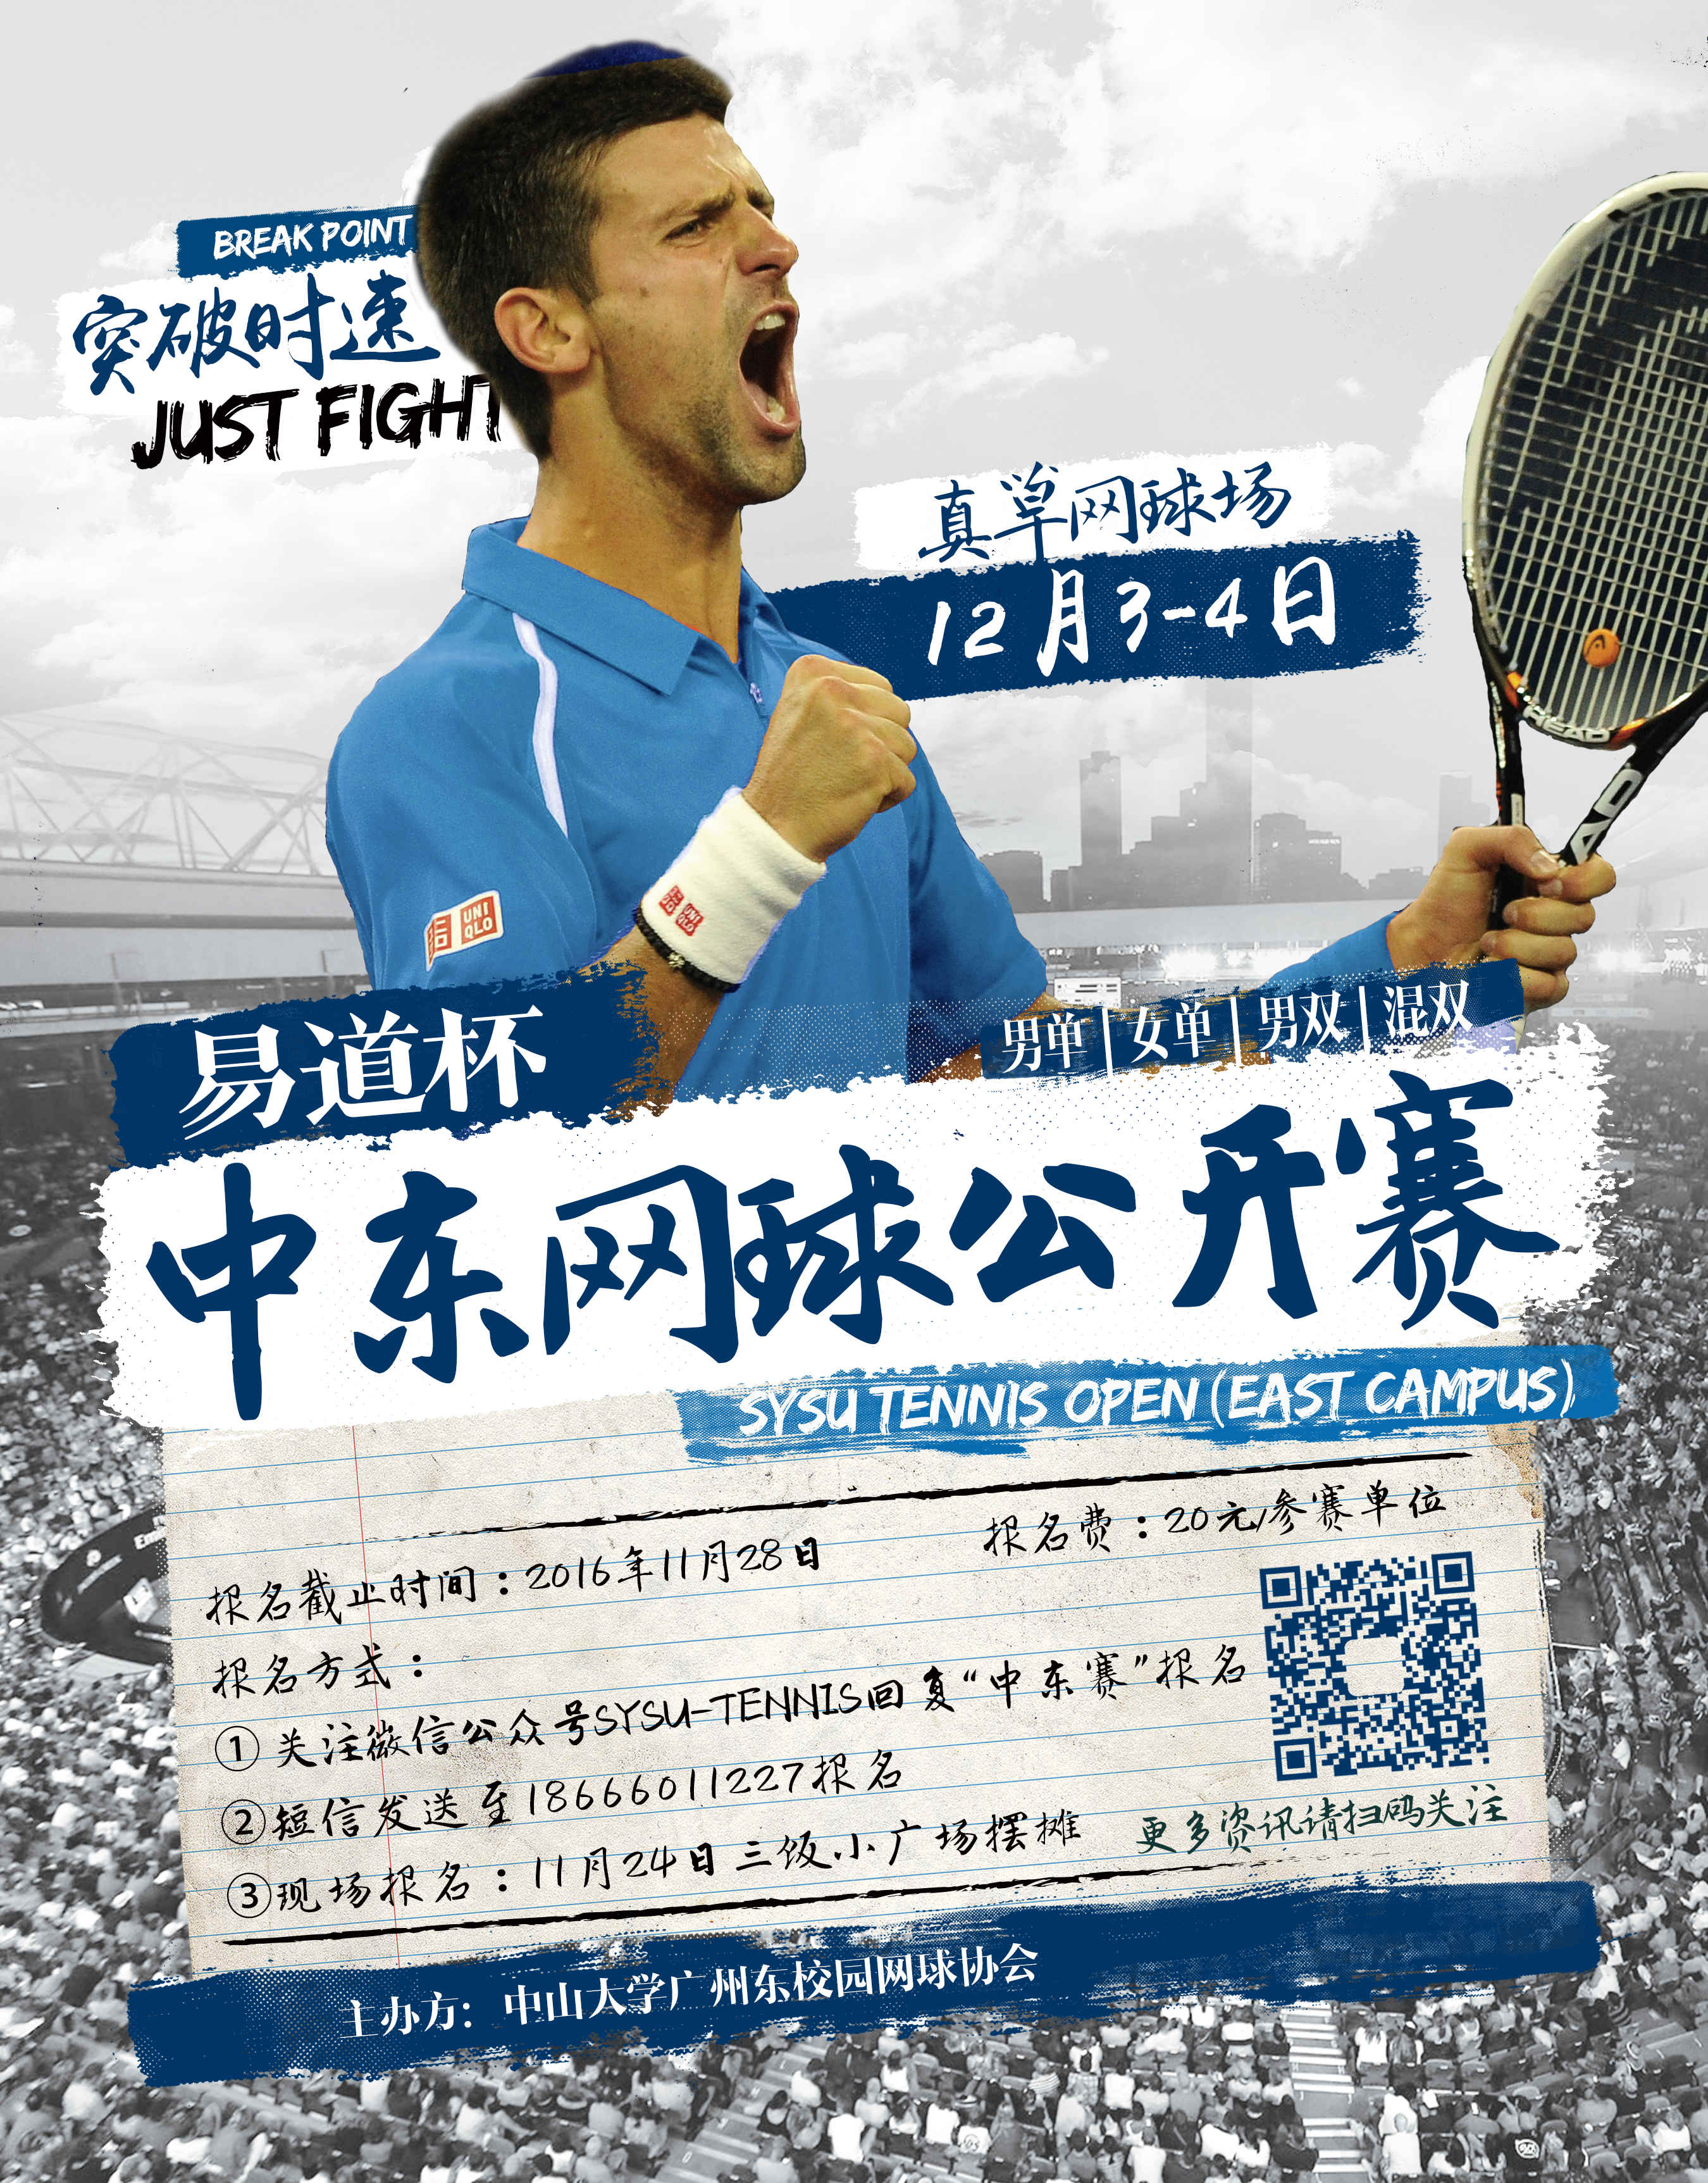 BREAK POINT
突破时速
JUST FIGHT
真草网球场
12月3-4日
HEAD
UNI
QLO
易道杯
男单|女单|男双|混双
中东网球公开赛
SYSU TENNIS OPEN (EAST CAMPUS)
报名截止时间：2016年11月28日
报名费：20元/参赛单位
报名方式：
①关注微信公众号SYSU-TENNIS回复“中东赛”报名
②短信发送至18666011227报名
③现场报名：11月24日三饭小广场摆摊
更多资讯请扫码关注
主办方：中山大学广州东校园网球协会